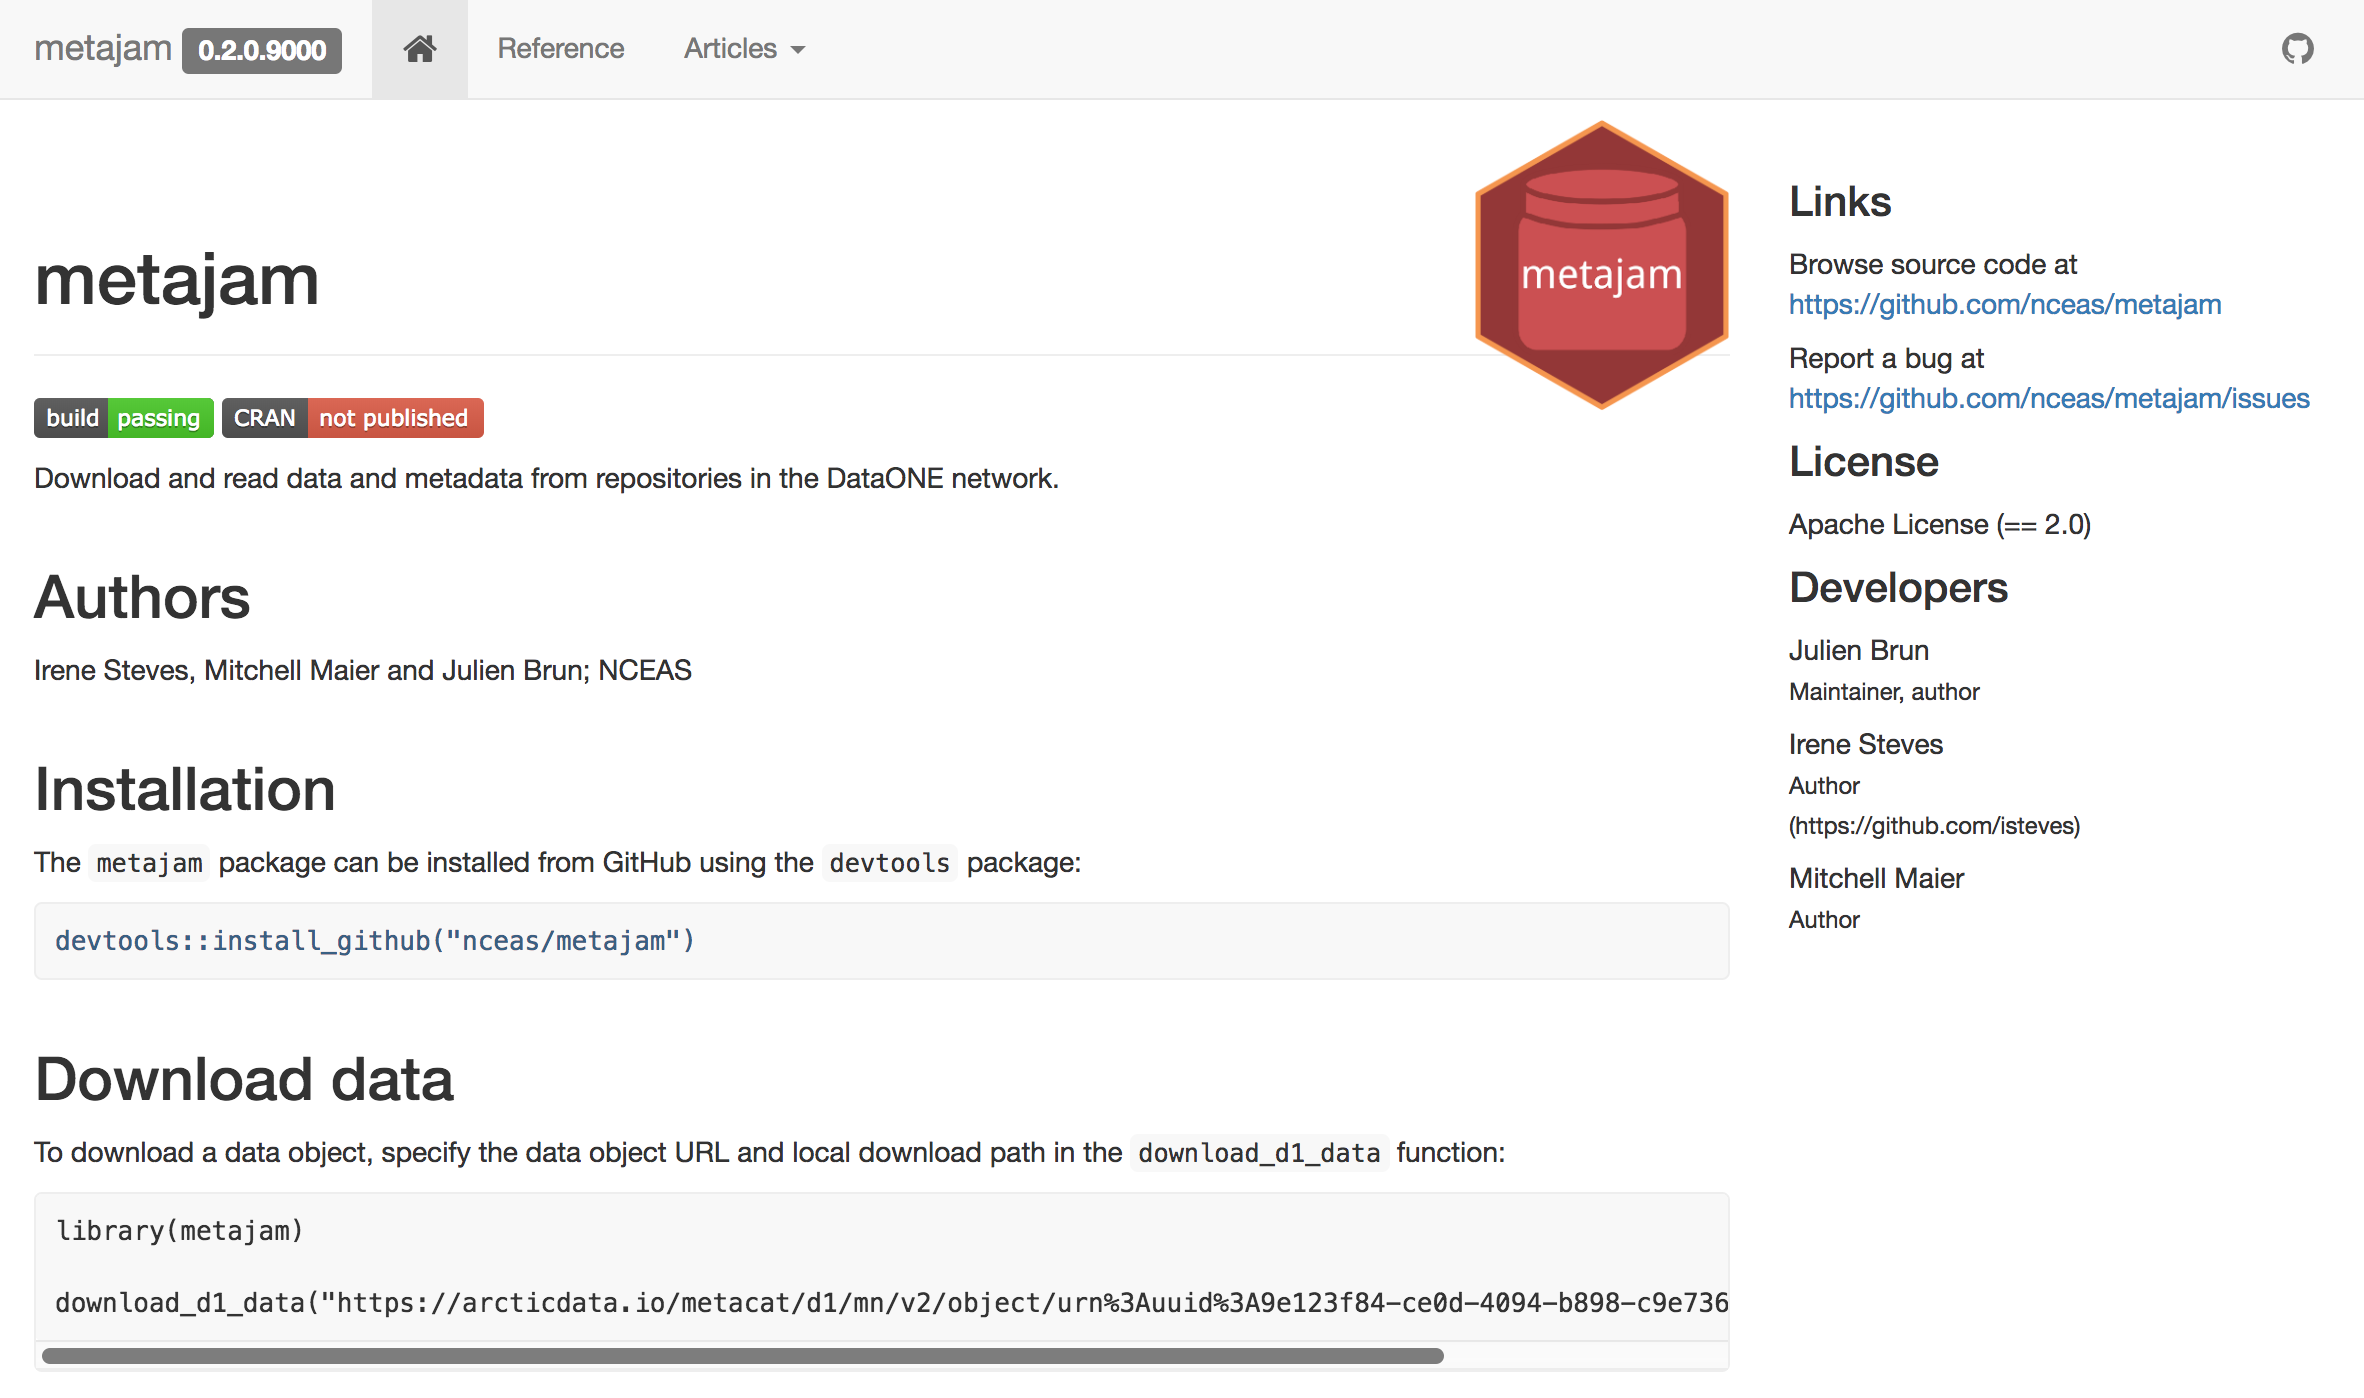 metajam 0.2.0.9000 Reference Articles
metajam
metajam
build passing CRAN not published
Download and read data and metadata from repositories in the DataONE network.
Authors
Irene Steves, Mitchell Maier and Julien Brun; NCEAS
Installation
The metajam package can be installed from GitHub using the devtools package:
devtools::install_github("nceas/metajam")
Download data
To download a data object, specify the data object URL and local download path in the download_d1_data function:
library(metajam)
download_d1_data("https://arcticdata.io/metacat/d1/mn/v2/object/urn%3Auuid%3A9e123f84-ce0d-4094-b898-c9e736
Links
Browse source code at
https://github.com/nceas/metajam
Report a bug at
https://github.com/nceas/metajam/issues
License
Apache License (== 2.0)
Developers
Julien Brun
Maintainer, author
Irene Steves
Author
(https://github.com/isteves)
Mitchell Maier
Author